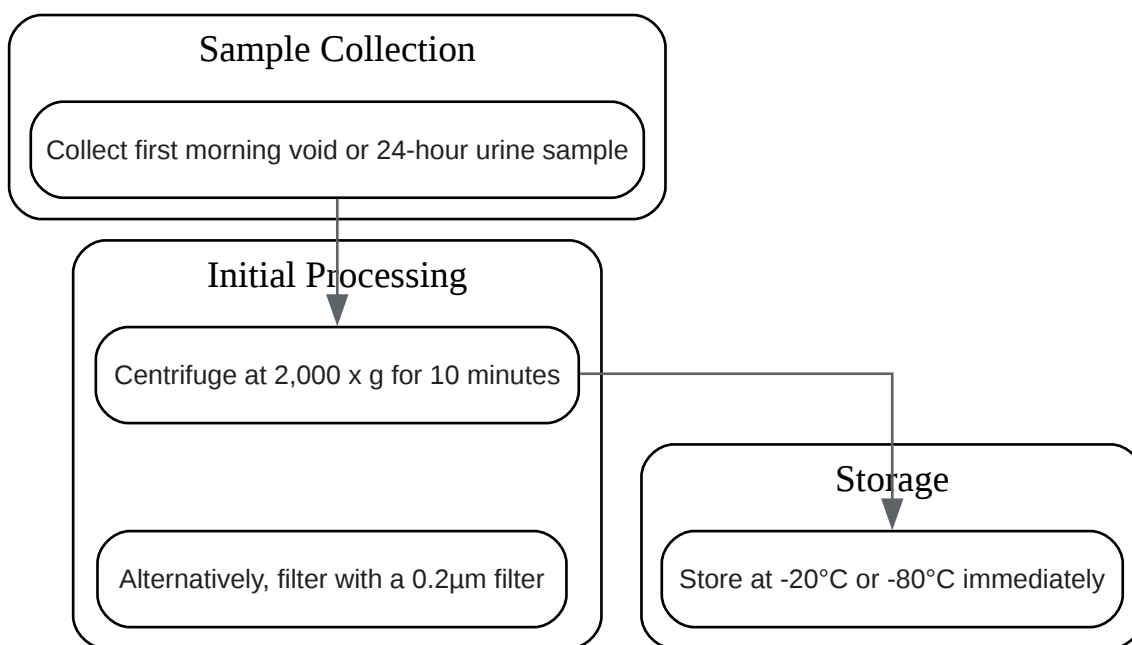 Sample Collection
Collect first morning void or 24-hour urine sample
Initial Processing
Centrifuge at 2,000 x g for 10 minutes
Alternatively, filter with a 0.2µm filter
Storage
Store at -20°C or -80°C immediately